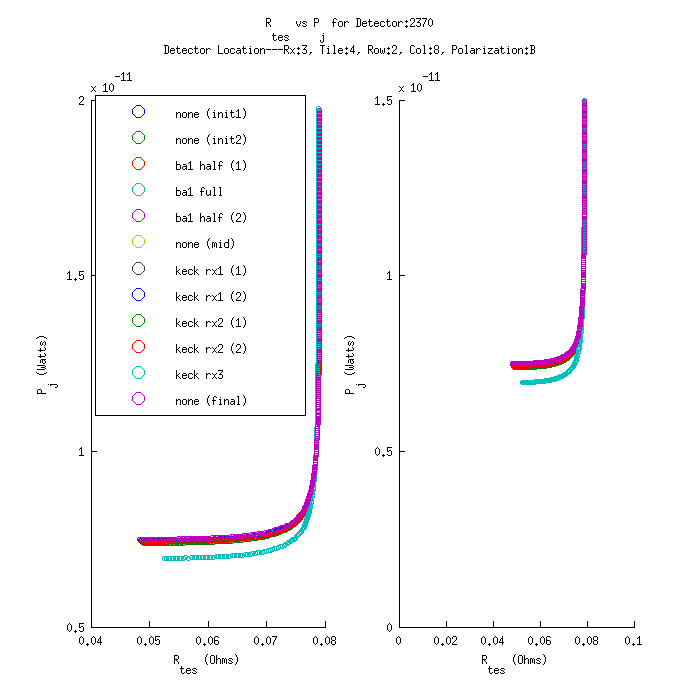 R    vs P  for Detector:2370
tes    j
Detector Location---Rx:3, Tile:4, Row:2, Col:8, Polarization:B
x 10 -11
x 10 -11
2
1.5
1
0.5
P (Watts)
j
none (init1)
none (init2)
ba1 half (1)
ba1 full
ba1 half (2)
none (mid)
keck rx1 (1)
keck rx1 (2)
keck rx2 (1)
keck rx2 (2)
keck rx3
none (final)
0.04 0.05 0.06 0.07 0.08
R    (Ohms)
tes
1.5
1
0.5
0
P (Watts)
j
0 0.02 0.04 0.06 0.08 0.1
R    (Ohms)
tes